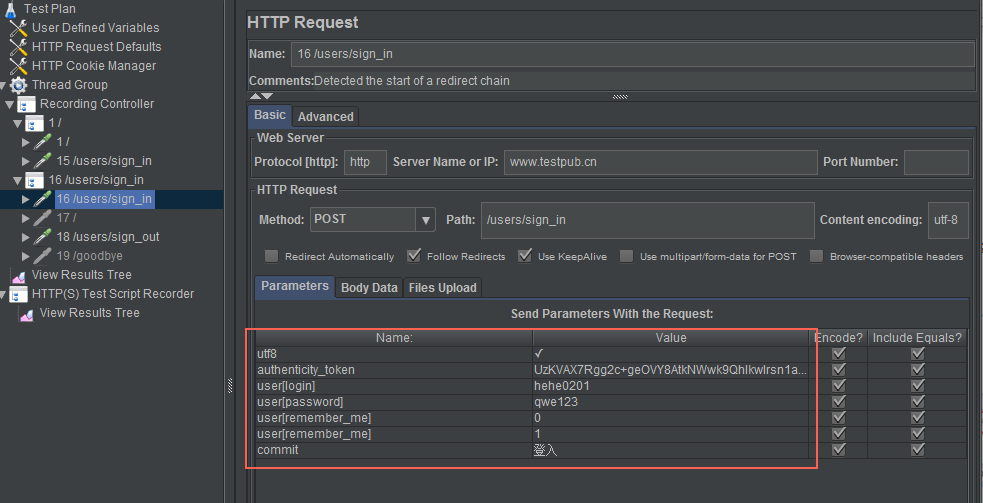 Test Plan
User Defined Variables
HTTP Request Defaults
HTTP Cookie Manager
Thread Group
Recording Controller
1 /
1 /
15 /users/sign_in
16 /users/sign_in
16 /users/sign_in
17 /
18 /users/sign_out
19 /goodbye
View Results Tree
HTTP(S) Test Script Recorder
View Results Tree
HTTP Request
Name: 16 /users/sign_in
Comments: Detected the start of a redirect chain
Basic Advanced
Web Server
Protocol [http]: http Server Name or IP: www.testpub.cn Port Number:
HTTP Request
Method: POST Path: /users/sign_in Content encoding: utf-8
Redirect Automatically Follow Redirects Use KeepAlive Use multipart/form-data for POST Browser-compatible headers
Parameters Body Data Files Upload
Send Parameters With the Request:
Name: Value Encode? Include Equals?
utf8 ✓
authenticity_token UzKVAX7Rgg2c+geOVY8AtkNWwk9QhIkwlrsn1a...
user[login] hehe0201
user[password] qwe123
user[remember_me] 0
user[remember_me] 1
commit 登入